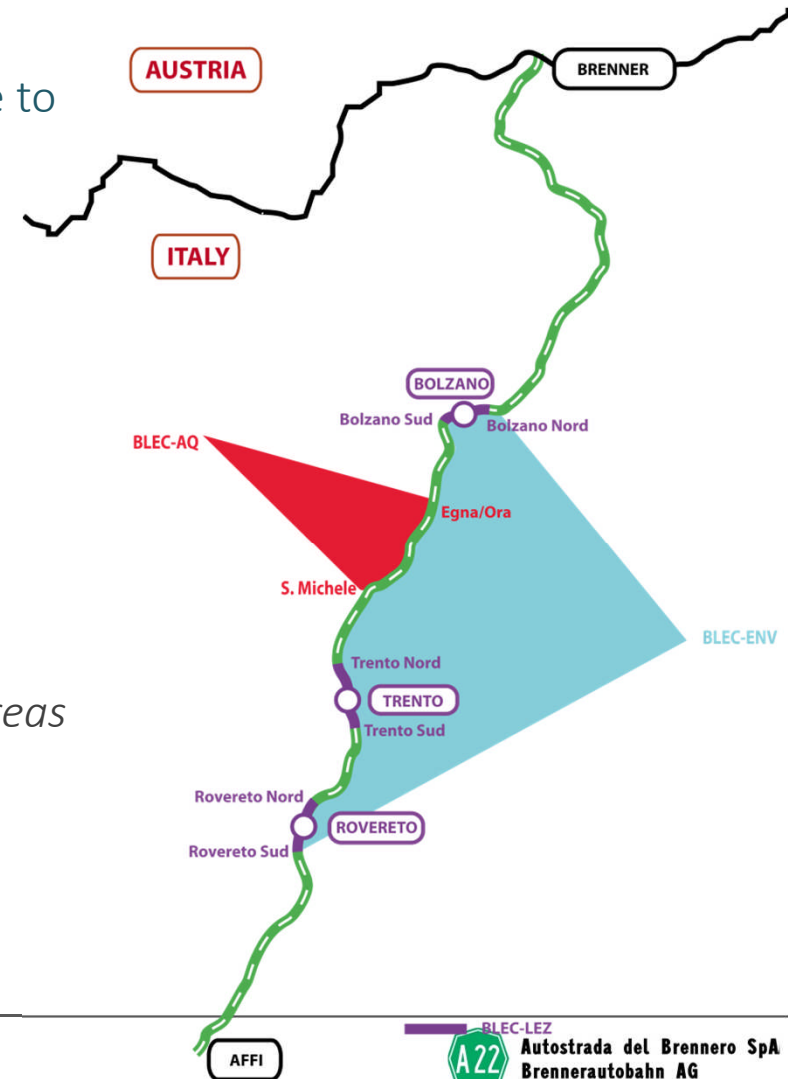 e to
AUSTRIA
BRENNER
ITALY
BOLZANO
Bolzano Sud
Bolzano Nord
BLEC-AQ
Egna/Ora
S. Michele
BLEC-ENV
Trento Nord
TRENTO
reas
Trento Sud
Rovereto Nord
ROVERETO
Rovereto Sud
BLEC-LEZ
AFFI
A22
Autostrada del Brennero SpA
Brennerautobahn AG